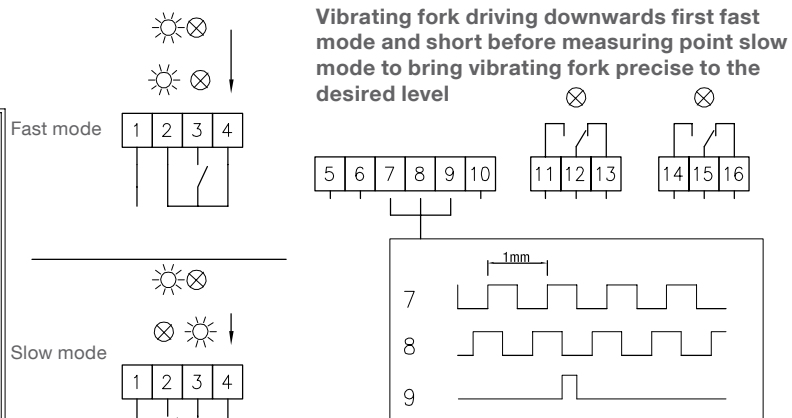 Vibrating fork driving downwards first fast
mode and short before measuring point slow
mode to bring vibrating fork precise to the
desired level
Fast mode
1 2 3 4
5 6 7 8 9 10
11 12 13
14 15 16
1mm
7
8
9
Slow mode
1 2 3 4